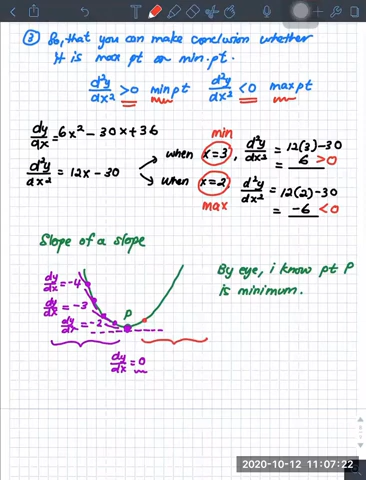 ③ So, that you can make conclusion whether
it is max pt or min.pt.
d²y/dx² >0 min pt d²y/dx² <0 max pt
dy/dx = 6x² - 30x + 36
d²y/dx² = 12x - 30
min
when x=3, d²y/dx² = 12(3) - 30
= 6 >0
when x=2, d²y/dx² = 12(2) - 30
= -6 <0
max
Slope of a slope
dy/dx = -4
dy/dx = -3
dy/dx = -2
P
dy/dx = 0
By eye, i know pt P
is minimum.
2020-10-12 11:07:22